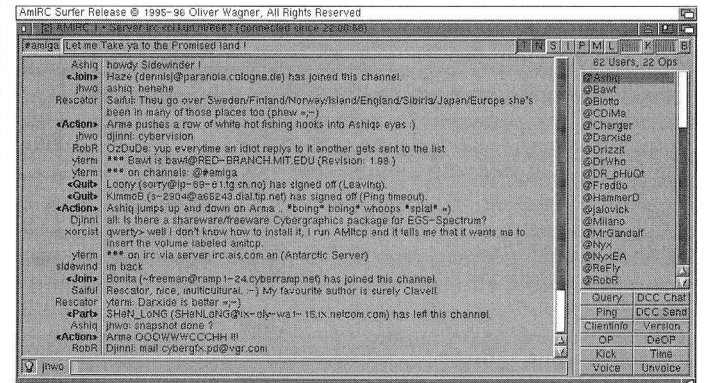 AmIRC Surfer Release © 1995-96 Oliver Wagner, All Rights Reserved
(connected since 22:00:56)
#amiga Let me Take ya to the Promised land !
T N S I P M L K B
62 Users, 22 Ops
Ashiq howdy Sidewinder !
«Join» Haze (dennisj@paranoia.cologne.de) has joined this channel.
jhwo ashiq: hehehe
Rescator Saiful: They go over Sweden/Finland/Norway/Island/England/Sibiria/Japan/Europe she's
been in many of those places too (phew =;-)
«Action» Arma pushes a row of white hot fishing hooks into Ashiqs eyes :)
jhwo djinni: cybervision
RobR OzDuDe: yup everytime an idiot replys to it another gets sent to the list
yterm *** Bawt is bawt@RED-BRANCH.MIT.EDU (Revision: 1.98 )
yterm *** on channels: @#amiga
«Quit» Loony (sorry@ip-69-61.tg.sn.no) has signed off (Leaving).
«Quit» KimmoB (s-2904@a65243.dial.tip.net) has signed off (Ping timeout).
«Action» Ashiq jumps up and down on Arma .. *boing* boing* whoops *splat* =)
Djinni all: Is there a shareware/freeware Cybergraphics package for EGS-Spectrum?
xorcist qwerty> well I don't know how to install it, I run AMItcp and it tells me that it wants me to
insert the volume labeled amitcp.
yterm *** on irc via server irc.ais.com.an (Antarctic Server)
sidewind im back
«Join» Bonita (~freeman@ramp1-24.cyberramp.net) has joined this channel.
Saiful Rescator, nice, multicultural. :-) My favourite author is surely Clavell.
Rescator yterm: Darxide is better =;-)
«Part» SHeN_LoNG (SHeNLoNG@ix-oly-wa1-15.ix.netcom.com) has left this channel.
Ashiq jhwo: snapshot done ?
«Action» Arma OOOWWWCCCHH !!!
RobR Djinni: mail cybergfx.pd@vgr.com
jhwo
@Ashiq
@Bawt
@Blotto
@CDiMa
@Charger
@Darxide
@Drizzit
@DrWho
@DR_pHuQt
@Fredbo
@HammerD
@jalovick
@Milano
@MrGandalf
@Nyx
@NyxEA
@ReFly
@RobR
Query DCC Chat
Ping DCC Send
Clientinfo Version
OP DeOP
Kick Time
Voice Unvoice